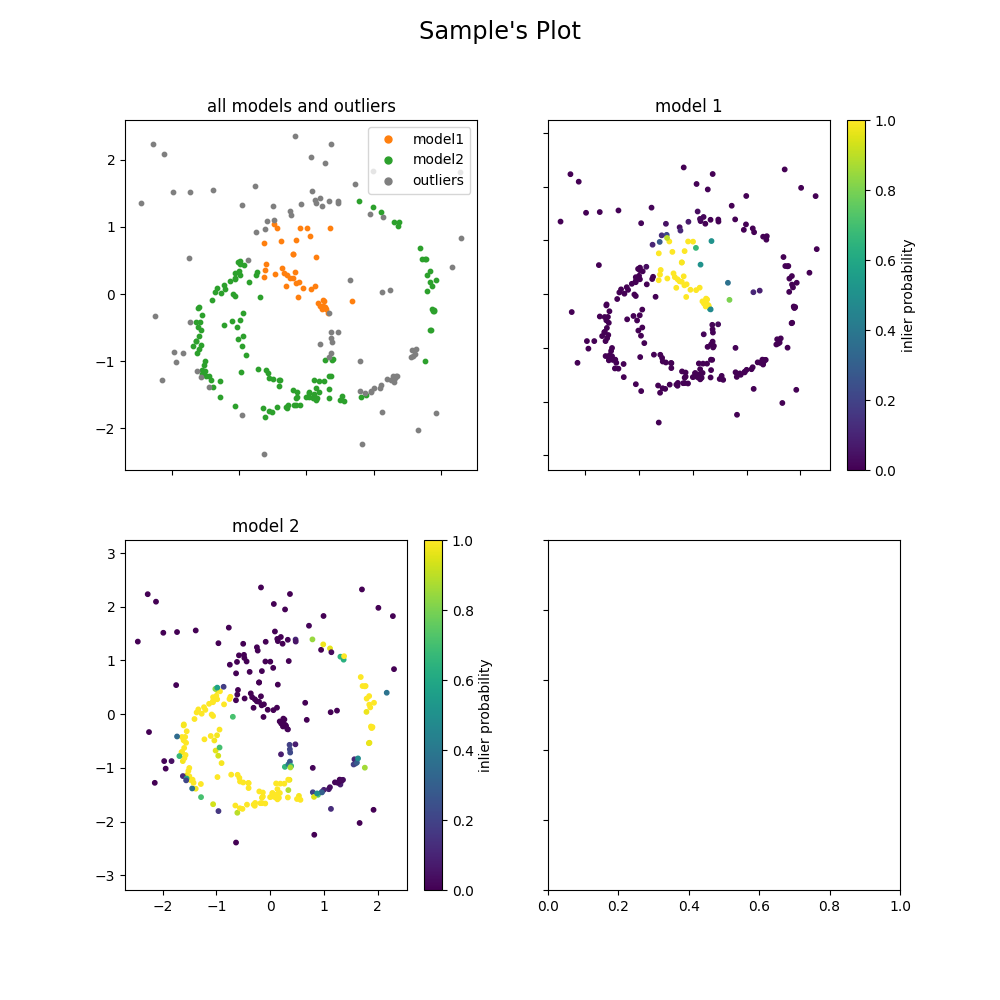 Sample's Plot
all models and outliers
model1
model2
outliers
2
1
0
−1
−2
model 1
1.0
0.8
0.6
0.4
0.2
0.0
inlier probability
model 2
3
2
1
0
−1
−2
−3
−2 −1 0 1 2
1.0
0.8
0.6
0.4
0.2
0.0
inlier probability
0.0 0.2 0.4 0.6 0.8 1.0